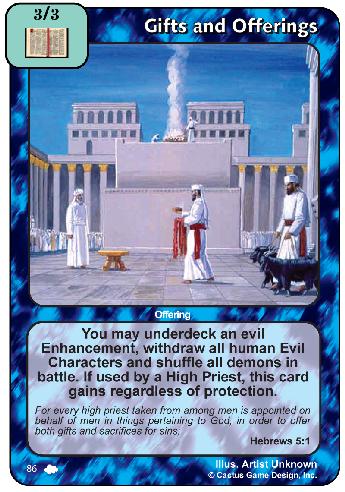 3/3
Gifts and Offerings
Offering
You may underdeck an evil
Enhancement, withdraw all human Evil
Characters and shuffle all demons in
battle. If used by a High Priest, this card
gains regardless of protection.
For every high priest taken from among men is appointed on
behalf of men in things pertaining to God, in order to offer
both gifts and sacrifices for sins;
Hebrews 5:1
86
Illus. Artist Unknown
© Cactus Game Design, Inc.